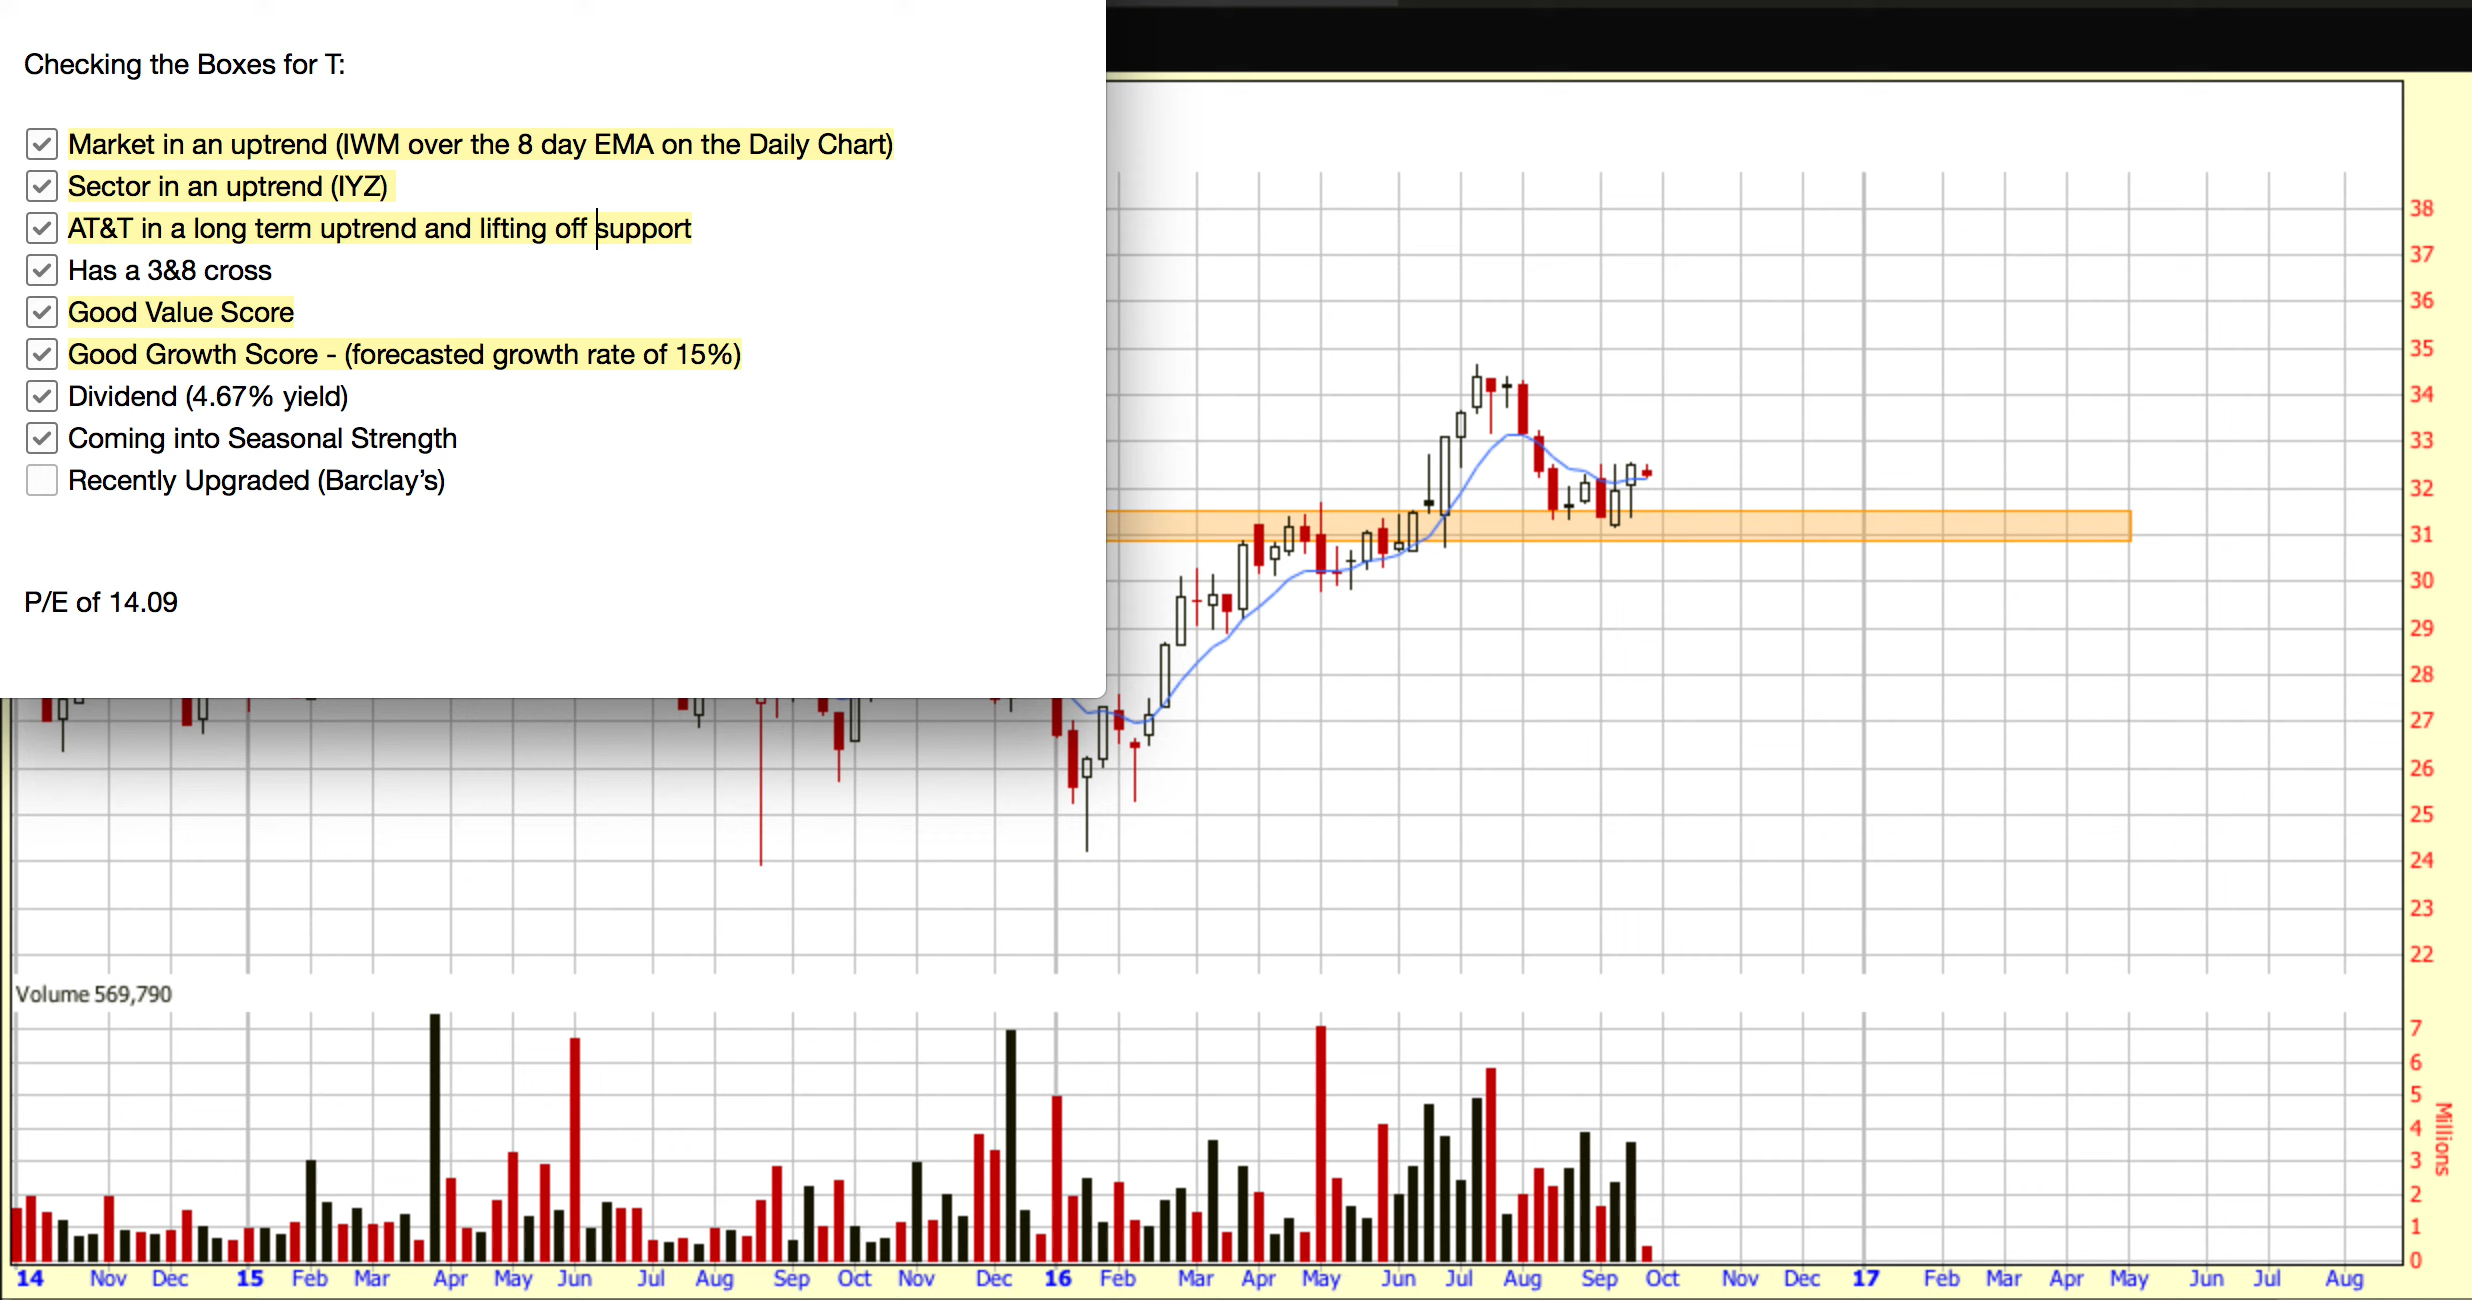 Checking the Boxes for T:
Market in an uptrend (IWM over the 8 day EMA on the Daily Chart)
Sector in an uptrend (IYZ)
AT&T in a long term uptrend and lifting off support
Has a 3&8 cross
Good Value Score
Good Growth Score - (forecasted growth rate of 15%)
Dividend (4.67% yield)
Coming into Seasonal Strength
Recently Upgraded (Barclay’s)
P/E of 14.09
38
37
36
35
34
33
32
31
30
29
28
27
26
25
24
23
22
Volume 569,790
7
6
5
4
3
2
1
0
Millions
14 Nov Dec 15 Feb Mar Apr May Jun Jul Aug Sep Oct Nov Dec 16 Feb Mar Apr May Jun Jul Aug Sep Oct Nov Dec 17 Feb Mar Apr May Jun Jul Aug